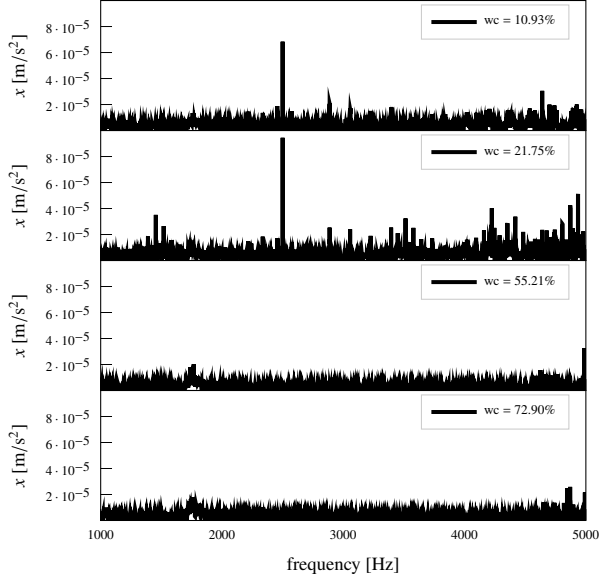 wc = 10.93%
8 · 10⁻⁵
6 · 10⁻⁵
4 · 10⁻⁵
2 · 10⁻⁵
x [m/s²]
wc = 21.75%
8 · 10⁻⁵
6 · 10⁻⁵
4 · 10⁻⁵
2 · 10⁻⁵
x [m/s²]
wc = 55.21%
8 · 10⁻⁵
6 · 10⁻⁵
4 · 10⁻⁵
2 · 10⁻⁵
x [m/s²]
wc = 72.90%
8 · 10⁻⁵
6 · 10⁻⁵
4 · 10⁻⁵
2 · 10⁻⁵
x [m/s²]
1000 2000 3000 4000 5000
frequency [Hz]